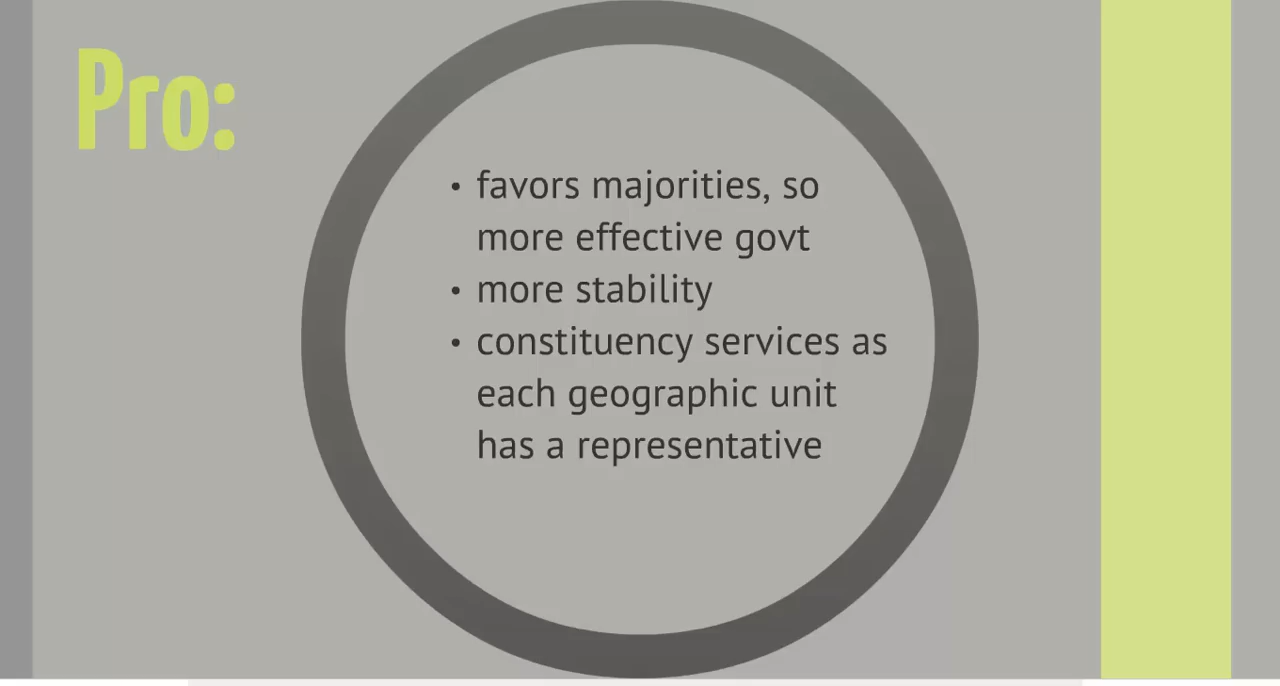 Pro:
• favors majorities, so
more effective govt
• more stability
• constituency services as
each geographic unit
has a representative